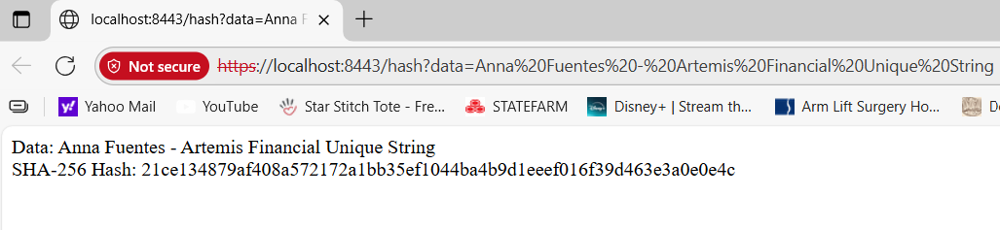 localhost:8443/hash?data=Anna F
Not secure https://localhost:8443/hash?data=Anna%20Fuentes%20-%20Artemis%20Financial%20Unique%20String
Yahoo Mail YouTube Star Stitch Tote - Fre... STATEFARM Disney+ | Stream th... Arm Lift Surgery Ho... De
Data: Anna Fuentes - Artemis Financial Unique String
SHA-256 Hash: 21ce134879af408a572172a1bb35ef1044ba4b9d1eeef016f39d463e3a0e0e4c